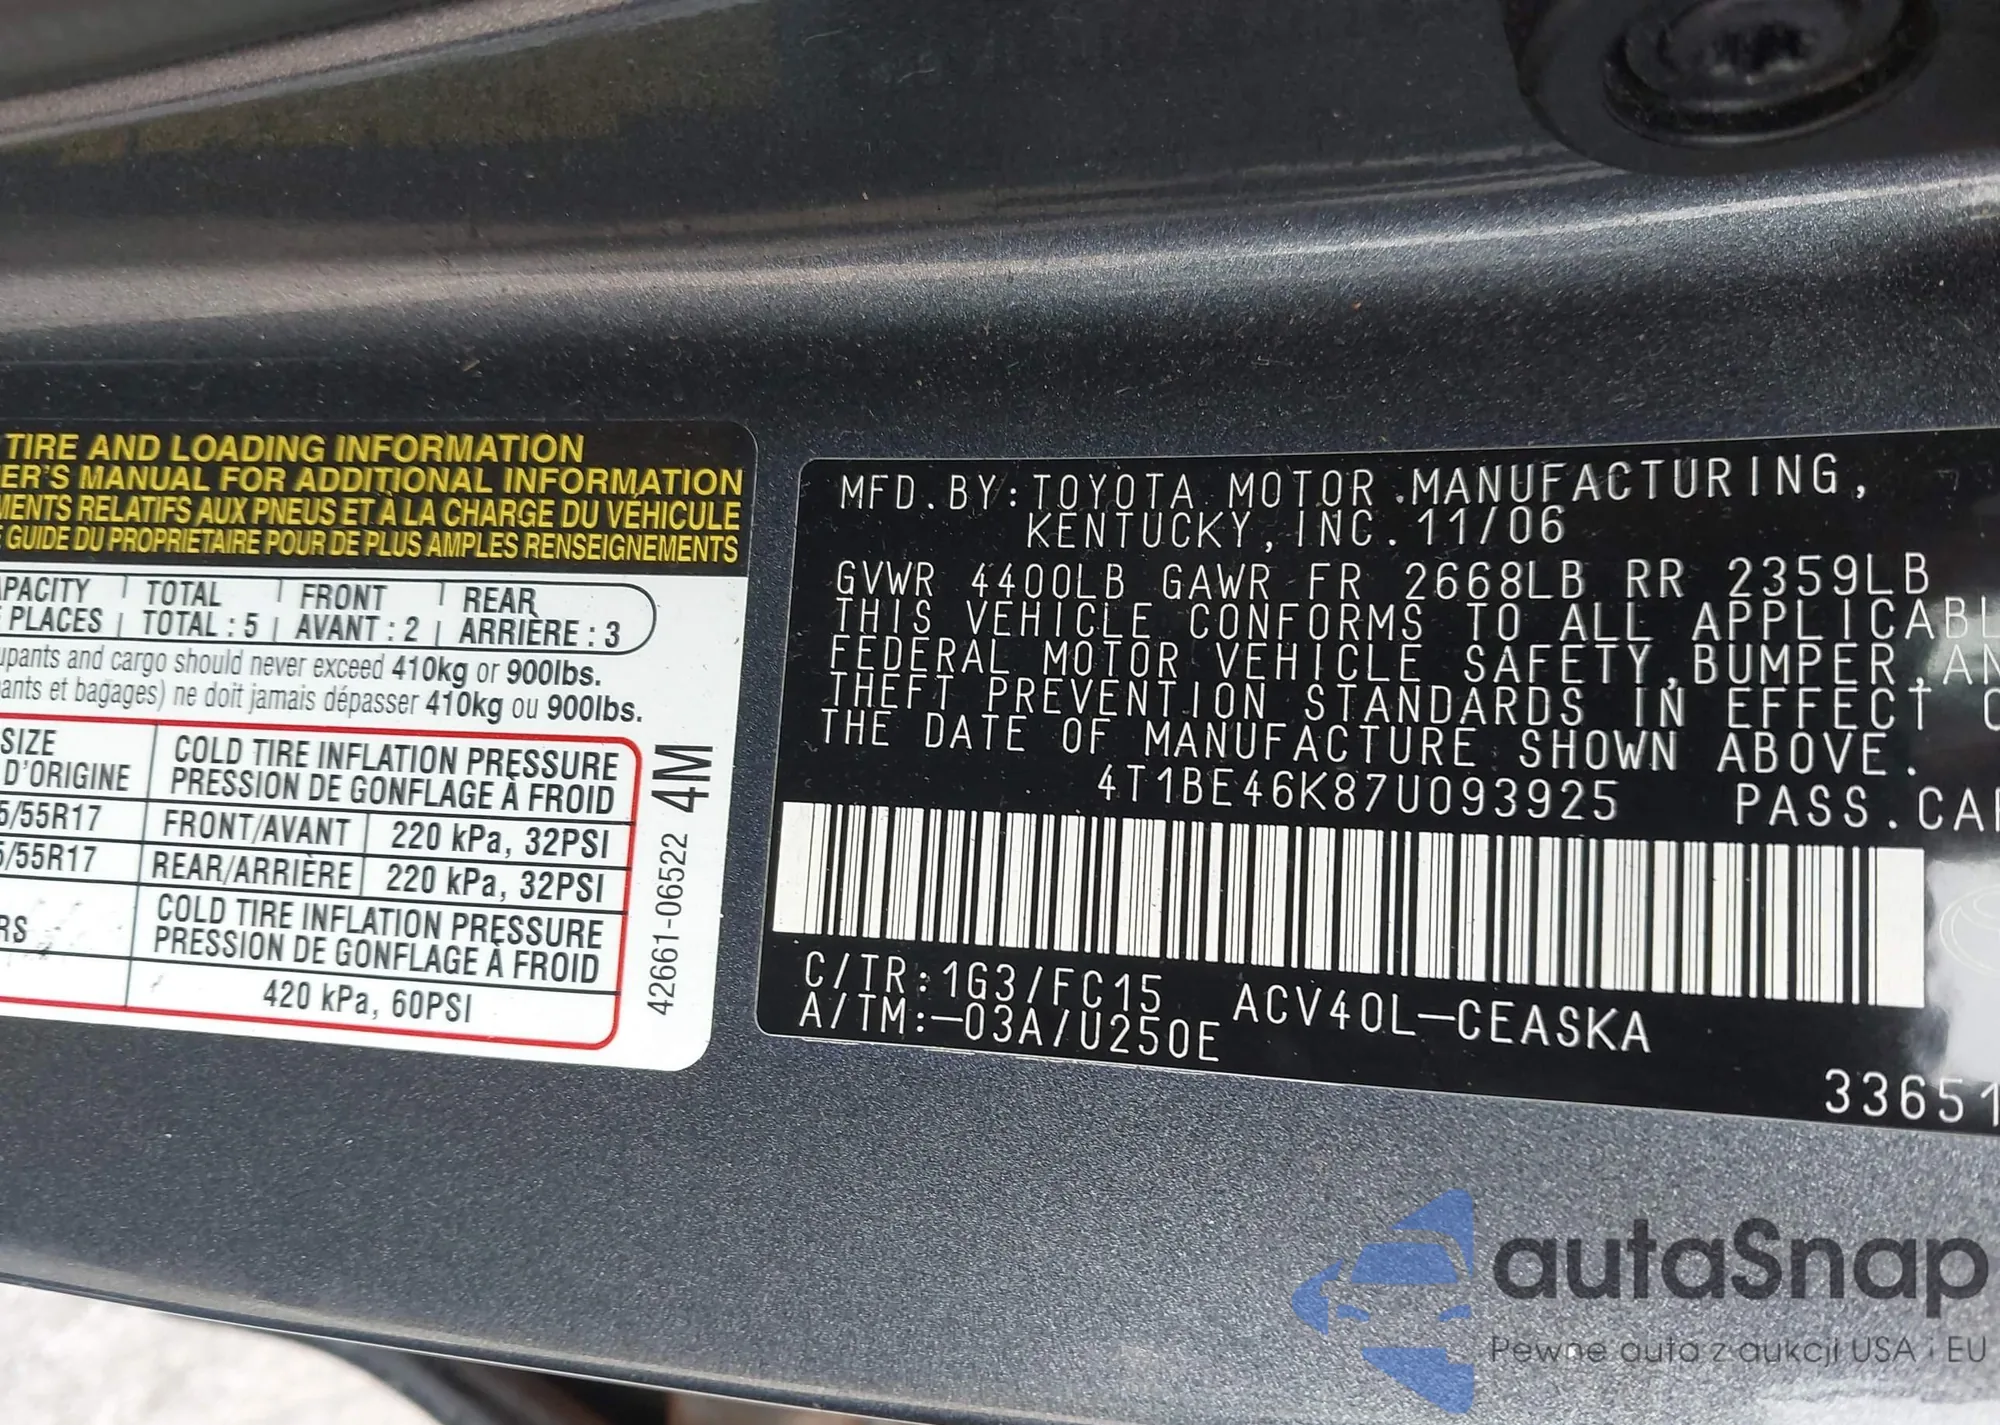 TIRE AND LOADING INFORMATION
ER'S MANUAL FOR ADDITIONAL INFORMATION
MENTS RELATIFS AUX PNEUS ET À LA CHARGE DU VÉHICULE
GUIDE DU PROPRIETAIRE POUR DE PLUS AMPLES RENSEIGNEMENTS
PACITY TOTAL FRONT REAR
PLACES TOTAL : 5 AVANT : 2 ARRIÈRE : 3
upants and cargo should never exceed 410kg or 900lbs.
ants et bagages) ne doit jamais dépasser 410kg ou 900lbs.
SIZE COLD TIRE INFLATION PRESSURE
D'ORIGINE PRESSION DE GONFLAGE À FROID
5/55R17 FRONT/AVANT 220 kPa, 32PSI
5/55R17 REAR/ARRIÈRE 220 kPa, 32PSI
RS COLD TIRE INFLATION PRESSURE
PRESSION DE GONFLAGE À FROID
420 kPa, 60PSI
42661-06522 4M
MFD. BY: TOYOTA MOTOR MANUFACTURING,
KENTUCKY, INC. 11/06
GVWR 4400LB GAWR FR 2668LB RR 2359LB
THIS VEHICLE CONFORMS TO ALL APPLICABL
FEDERAL MOTOR VEHICLE SAFETY, BUMPER, AN
THEFT PREVENTION STANDARDS IN EFFECT O
THE DATE OF MANUFACTURE SHOWN ABOVE.
4T1BE46K87U093925 PASS. CAR
C/TR: 1G3/FC15 ACV40L-CEASKA
A/TM:-03A/U250E
33651
autaSnap
Pewne auta z aukcji USA i EU